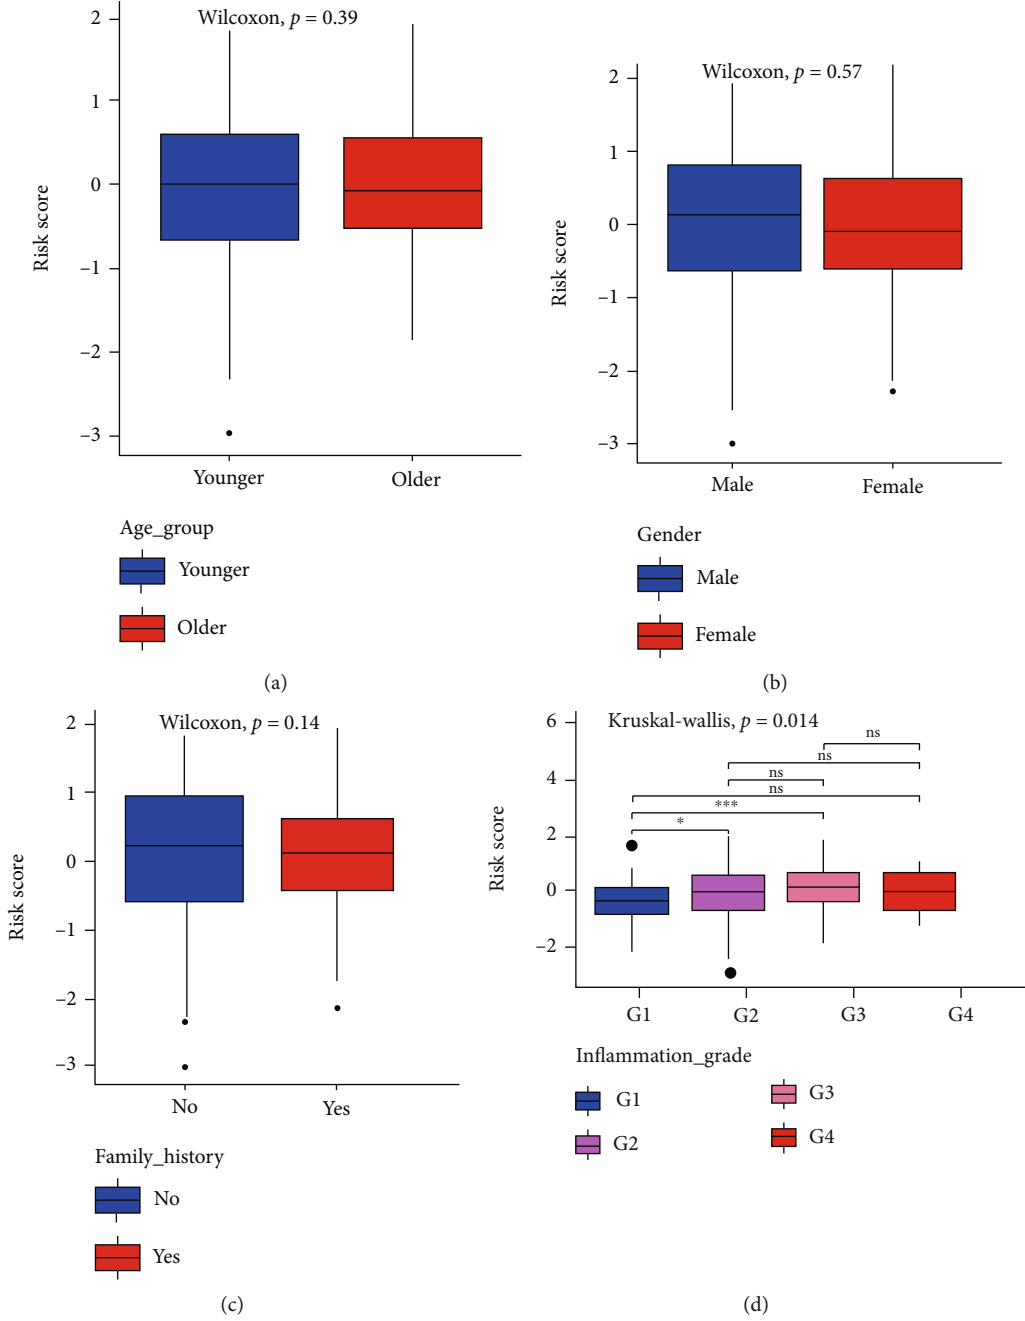 Wilcoxon, p = 0.39
2
1
0
–1
–2
–3
Risk score
Younger
Older
Age_group
Younger
Older
(a)
Wilcoxon, p = 0.57
2
1
0
–1
–2
–3
Risk score
Male
Female
Gender
Male
Female
(b)
Wilcoxon, p = 0.14
2
1
0
–1
–2
–3
Risk score
No
Yes
Family_history
No
Yes
(c)
Kruskal-wallis, p = 0.014
6
4
2
0
–2
Risk score
ns
ns
ns
ns
***
*
G1
G2
G3
G4
Inflammation_grade
G1
G2
G3
G4
(d)